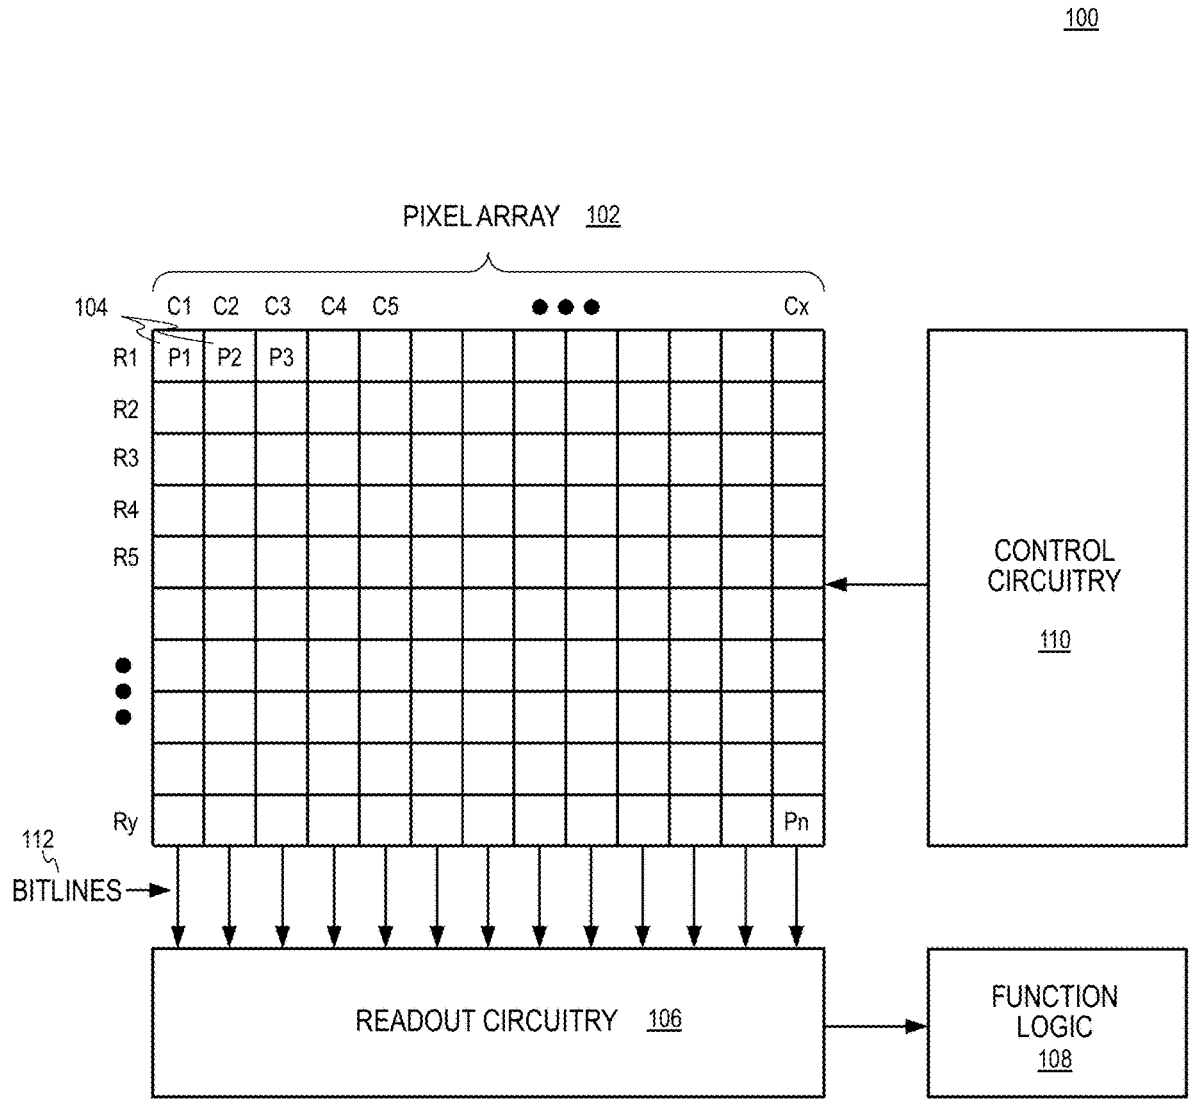 100
PIXEL ARRAY 102
104 C1 C2 C3 C4 C5 ●●● Cx
R1 P1 P2 P3
R2
R3
R4
R5
CONTROL
CIRCUITRY
110
Ry Pn
112
BITLINES
READOUT CIRCUITRY 106
FUNCTION
LOGIC
108